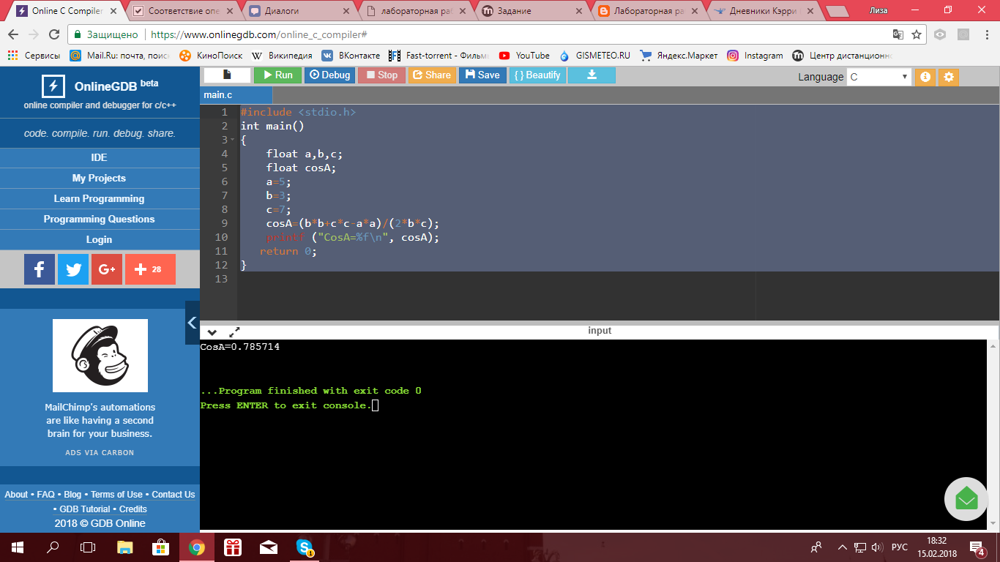 Online C Compiler
Соответствие опе
Диалоги
лабораторная раб
Задание
Лабораторная ра
Дневники Кэрри
Лиза
Защищено
https://www.onlinegdb.com/online_c_compiler#
Сервисы
Mail.Ru: почта, поиск
КиноПоиск
Википедия
ВКонтакте
Fast-torrent - Фильмы
YouTube
GISMETEO.RU
Яндекс.Маркет
Instagram
Центр дистанционн
OnlineGDB beta
online compiler and debugger for c/c++
code. compile. run. debug. share.
IDE
My Projects
Learn Programming
Programming Questions
Login
f
G+
28
MailChimp's automations
are like having a second
brain for your business.
ADS VIA CARBON
About • FAQ • Blog • Terms of Use • Contact Us
• GDB Tutorial • Credits
2018 © GDB Online
Run
Debug
Stop
Share
Save
{ } Beautify
Language
C
main.c
1 #include <stdio.h>
2 int main()
3 {
4 float a,b,c;
5 float cosA;
6 a=5;
7 b=3;
8 c=7;
9 cosA=(b*b+c*c-a*a)/(2*b*c);
10 printf ("CosA=%f\n", cosA);
11 return 0;
12 }
13
input
CosA=0.785714
...Program finished with exit code 0
Press ENTER to exit console.
РУС
18:32
15.02.2018
4